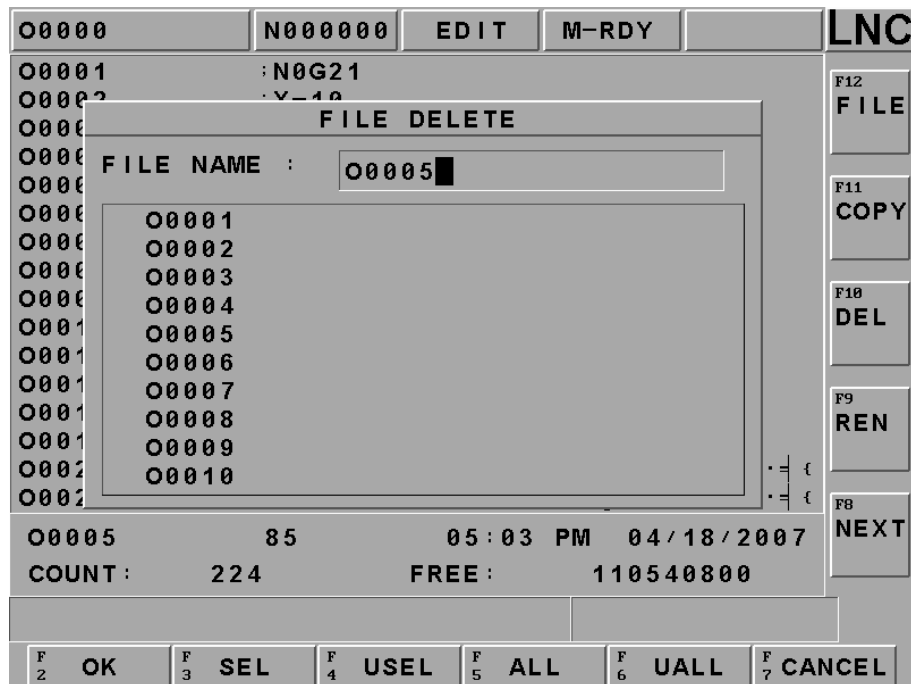 O0000 N000000 EDIT M-RDY LNC
O0001 :N0G21
O0002 :Y-10
FILE DELETE
FILE NAME : O0005
O0001
O0002
O0003
O0004
O0005
O0006
O0007
O0008
O0009
O0010
O0005 85 05:03 PM 04/18/2007
COUNT: 224 FREE: 110540800
F12
FILE
F11
COPY
F10
DEL
F9
REN
F8
NEXT
F2 OK F3 SEL F4 USEL F5 ALL F6 UALL F7 CANCEL